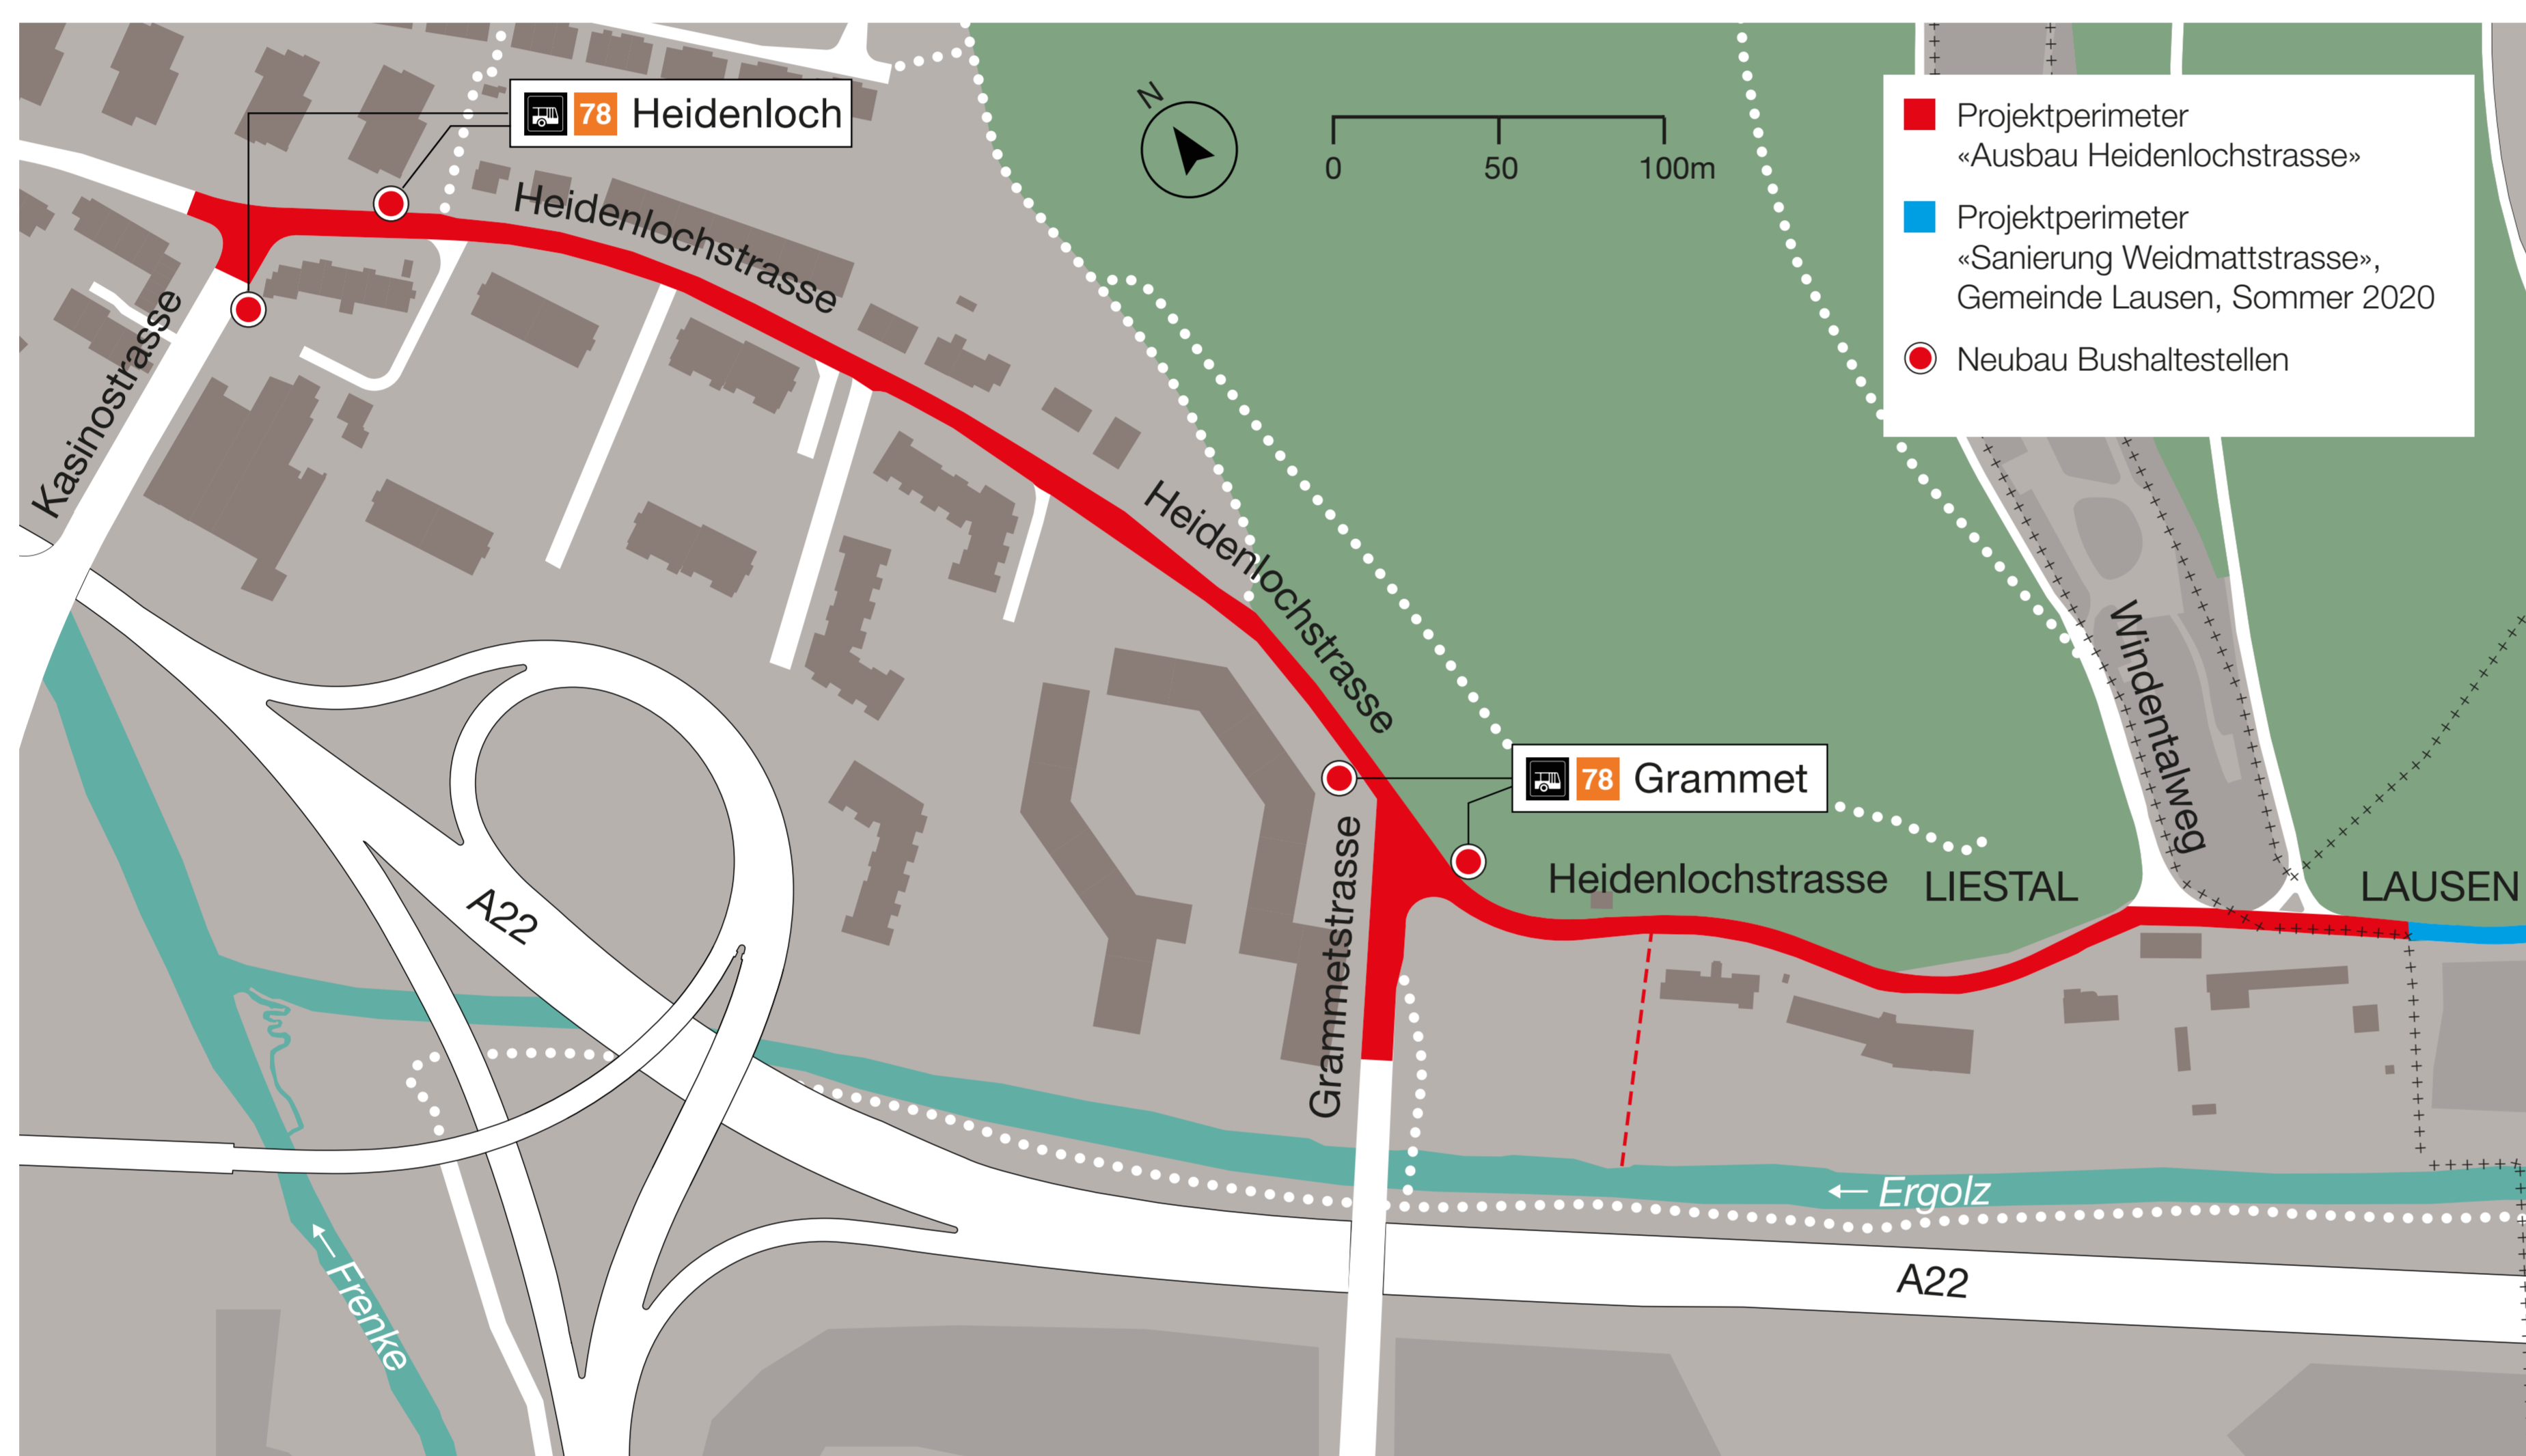 78 Heidenloch
N
0 50 100m
Projektperimeter
«Ausbau Heidenlochstrasse»
Projektperimeter
«Sanierung Weidmattstrasse»,
Gemeinde Lausen, Sommer 2020
Neubau Bushaltestellen
Heidenlochstrasse
Kasinostrasse
Heidenlochstrasse
Windentalweg
78 Grammet
Grammetstrasse
Heidenlochstrasse
LIESTAL
LAUSEN
A22
← Ergolz
A22
← Frenke